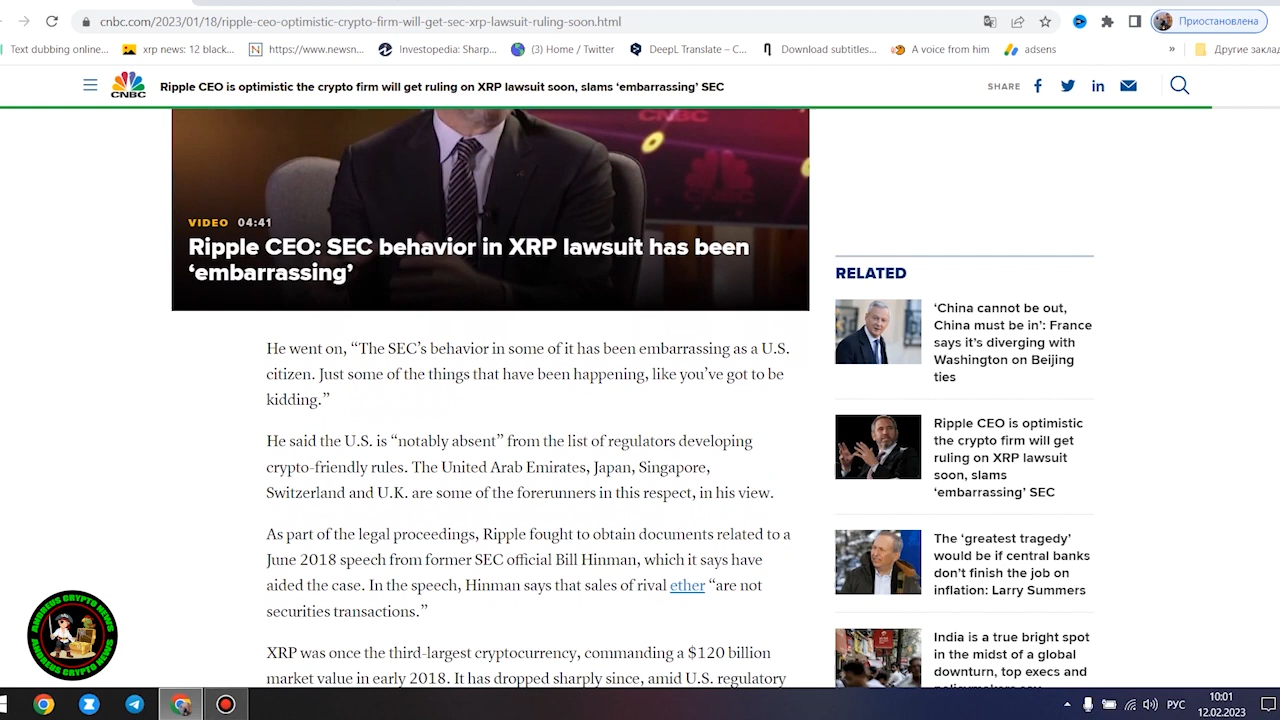 cnbc.com/2023/01/18/ripple-ceo-optimistic-crypto-firm-will-get-sec-xrp-lawsuit-ruling-soon.html
Приостановлена
Text dubbing online...
xrp news: 12 black...
https://www.newsn...
Investopedia: Sharp...
(3) Home / Twitter
DeepL Translate – C...
Download subtitles...
A voice from him
adsens
»
Другие закла
CNBC
Ripple CEO is optimistic the crypto firm will get ruling on XRP lawsuit soon, slams ‘embarrassing’ SEC
SHARE
CNBC
VIDEO 04:41
Ripple CEO: SEC behavior in XRP lawsuit has been
‘embarrassing’
He went on, “The SEC’s behavior in some of it has been embarrassing as a U.S.
citizen. Just some of the things that have been happening, like you’ve got to be
kidding.”
He said the U.S. is “notably absent” from the list of regulators developing
crypto-friendly rules. The United Arab Emirates, Japan, Singapore,
Switzerland and U.K. are some of the forerunners in this respect, in his view.
As part of the legal proceedings, Ripple fought to obtain documents related to a
June 2018 speech from former SEC official Bill Hinman, which it says have
aided the case. In the speech, Hinman says that sales of rival ether “are not
securities transactions.”
XRP was once the third-largest cryptocurrency, commanding a $120 billion
market value in early 2018. It has dropped sharply since, amid U.S. regulatory
RELATED
‘China cannot be out,
China must be in’: France
says it’s diverging with
Washington on Beijing
ties
Ripple CEO is optimistic
the crypto firm will get
ruling on XRP lawsuit
soon, slams
‘embarrassing’ SEC
The ‘greatest tragedy’
would be if central banks
don’t finish the job on
inflation: Larry Summers
India is a true bright spot
in the midst of a global
downturn, top execs and
ANDREUS CRYPTO NEWS
ANDREUS CRYPTO NEWS
РУС
10:01
12.02.2023